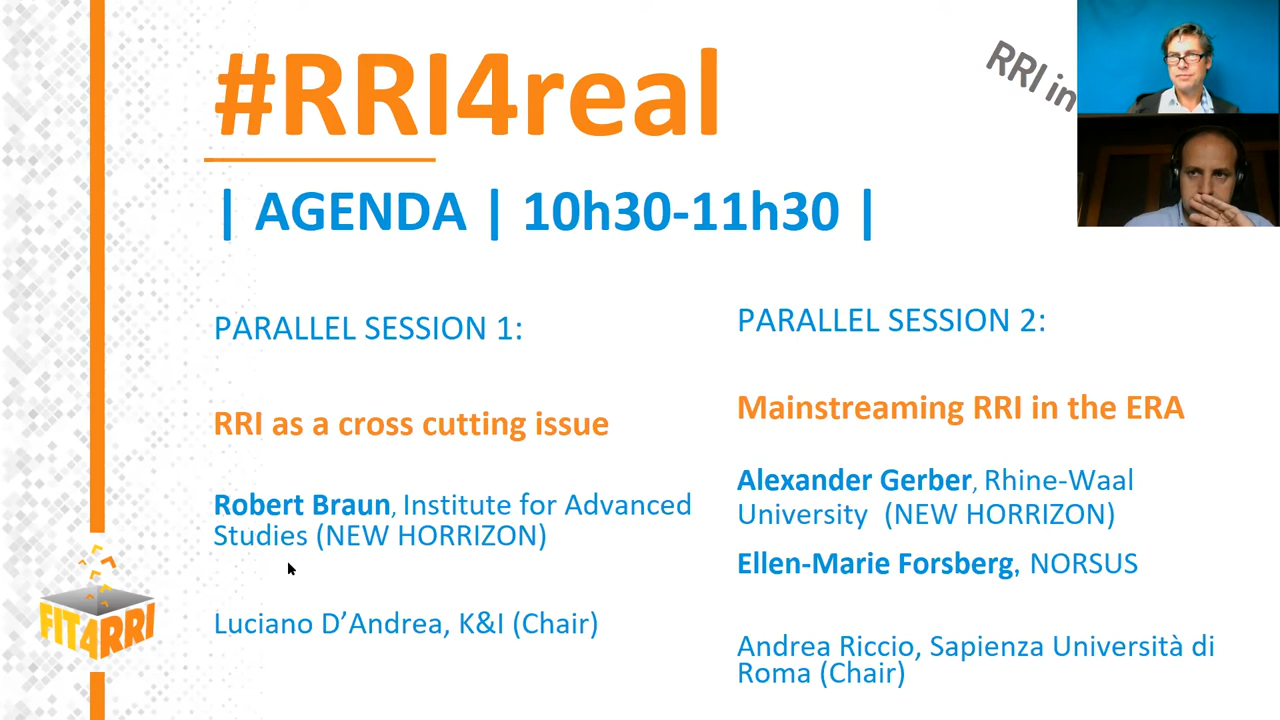 #RRI4real
RRI in
| AGENDA | 10h30-11h30 |
PARALLEL SESSION 1:
RRI as a cross cutting issue
Robert Braun, Institute for Advanced
Studies (NEW HORRIZON)
Luciano D’Andrea, K&I (Chair)
PARALLEL SESSION 2:
Mainstreaming RRI in the ERA
Alexander Gerber, Rhine-Waal
University (NEW HORRIZON)
Ellen-Marie Forsberg, NORSUS
Andrea Riccio, Sapienza Università di
Roma (Chair)
FIT4RRI